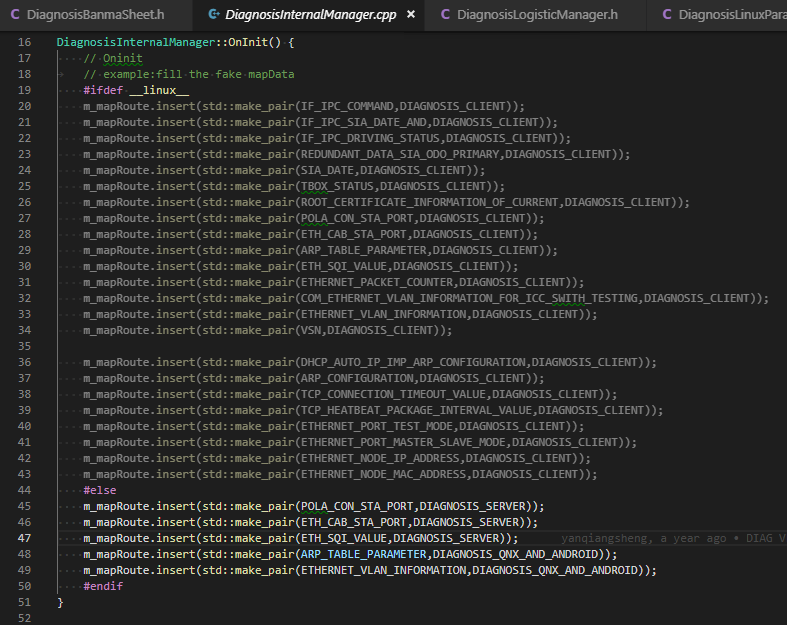 C DiagnosisBanmaSheet.h
C+ DiagnosisInternalManager.cpp ×
C DiagnosisLogisticManager.h
C DiagnosisLinuxPara
16 DiagnosisInternalManager::OnInit() {
17 // Oninit
18 // example:fill the fake mapData
19 #ifdef __linux__
20 m_mapRoute.insert(std::make_pair(IF_IPC_COMMAND,DIAGNOSIS_CLIENT));
21 m_mapRoute.insert(std::make_pair(IF_IPC_SIA_DATE_AND,DIAGNOSIS_CLIENT));
22 m_mapRoute.insert(std::make_pair(IF_IPC_DRIVING_STATUS,DIAGNOSIS_CLIENT));
23 m_mapRoute.insert(std::make_pair(REDUNDANT_DATA_SIA_ODO_PRIMARY,DIAGNOSIS_CLIENT));
24 m_mapRoute.insert(std::make_pair(SIA_DATE,DIAGNOSIS_CLIENT));
25 m_mapRoute.insert(std::make_pair(TBOX_STATUS,DIAGNOSIS_CLIENT));
26 m_mapRoute.insert(std::make_pair(ROOT_CERTIFICATE_INFORMATION_OF_CURRENT,DIAGNOSIS_CLIENT));
27 m_mapRoute.insert(std::make_pair(POLA_CON_STA_PORT,DIAGNOSIS_CLIENT));
28 m_mapRoute.insert(std::make_pair(ETH_CAB_STA_PORT,DIAGNOSIS_CLIENT));
29 m_mapRoute.insert(std::make_pair(ARP_TABLE_PARAMETER,DIAGNOSIS_CLIENT));
30 m_mapRoute.insert(std::make_pair(ETH_SQI_VALUE,DIAGNOSIS_CLIENT));
31 m_mapRoute.insert(std::make_pair(ETHERNET_PACKET_COUNTER,DIAGNOSIS_CLIENT));
32 m_mapRoute.insert(std::make_pair(COM_ETHERNET_VLAN_INFORMATION_FOR_ICC_SWITH_TESTING,DIAGNOSIS_CLIENT));
33 m_mapRoute.insert(std::make_pair(ETHERNET_VLAN_INFORMATION,DIAGNOSIS_CLIENT));
34 m_mapRoute.insert(std::make_pair(VSN,DIAGNOSIS_CLIENT));
35
36 m_mapRoute.insert(std::make_pair(DHCP_AUTO_IP_IMP_ARP_CONFIGURATION,DIAGNOSIS_CLIENT));
37 m_mapRoute.insert(std::make_pair(ARP_CONFIGURATION,DIAGNOSIS_CLIENT));
38 m_mapRoute.insert(std::make_pair(TCP_CONNECTION_TIMEOUT_VALUE,DIAGNOSIS_CLIENT));
39 m_mapRoute.insert(std::make_pair(TCP_HEATBEAT_PACKAGE_INTERVAL_VALUE,DIAGNOSIS_CLIENT));
40 m_mapRoute.insert(std::make_pair(ETHERNET_PORT_TEST_MODE,DIAGNOSIS_CLIENT));
41 m_mapRoute.insert(std::make_pair(ETHERNET_PORT_MASTER_SLAVE_MODE,DIAGNOSIS_CLIENT));
42 m_mapRoute.insert(std::make_pair(ETHERNET_NODE_IP_ADDRESS,DIAGNOSIS_CLIENT));
43 m_mapRoute.insert(std::make_pair(ETHERNET_NODE_MAC_ADDRESS,DIAGNOSIS_CLIENT));
44 #else
45 m_mapRoute.insert(std::make_pair(POLA_CON_STA_PORT,DIAGNOSIS_SERVER));
46 m_mapRoute.insert(std::make_pair(ETH_CAB_STA_PORT,DIAGNOSIS_SERVER));
47 m_mapRoute.insert(std::make_pair(ETH_SQI_VALUE,DIAGNOSIS_SERVER)); yanqiangsheng, a year ago • DIAG V
48 m_mapRoute.insert(std::make_pair(ARP_TABLE_PARAMETER,DIAGNOSIS_QNX_AND_ANDROID));
49 m_mapRoute.insert(std::make_pair(ETHERNET_VLAN_INFORMATION,DIAGNOSIS_QNX_AND_ANDROID));
50 #endif
51 }
52